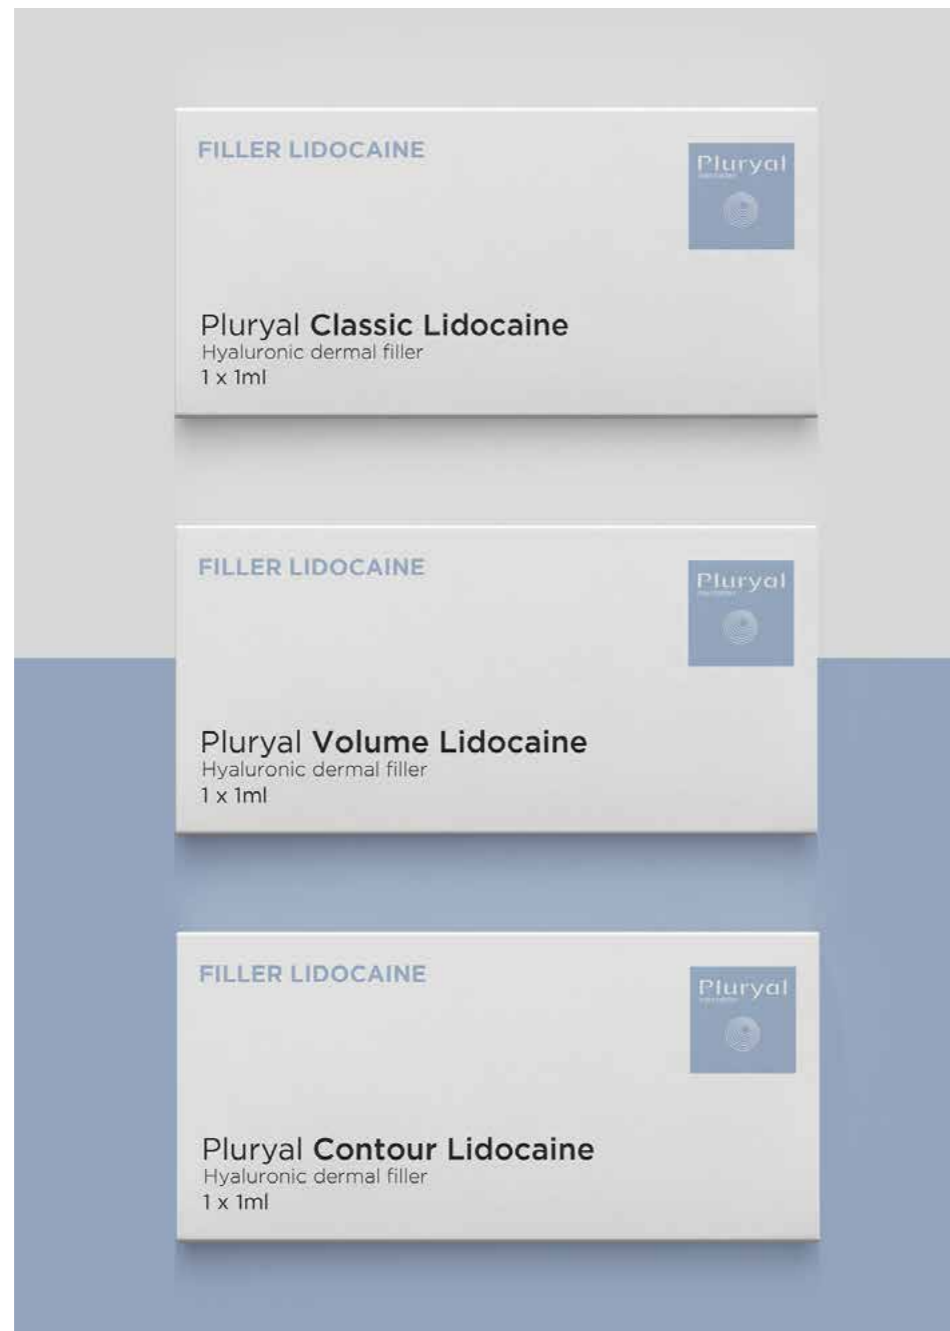 FILLER LIDOCAINE
Pluryal
Pluryal Classic Lidocaine
Hyaluronic dermal filler
1 x 1ml
FILLER LIDOCAINE
Pluryal
Pluryal Volume Lidocaine
Hyaluronic dermal filler
1 x 1ml
FILLER LIDOCAINE
Pluryal
Pluryal Contour Lidocaine
Hyaluronic dermal filler
1 x 1ml